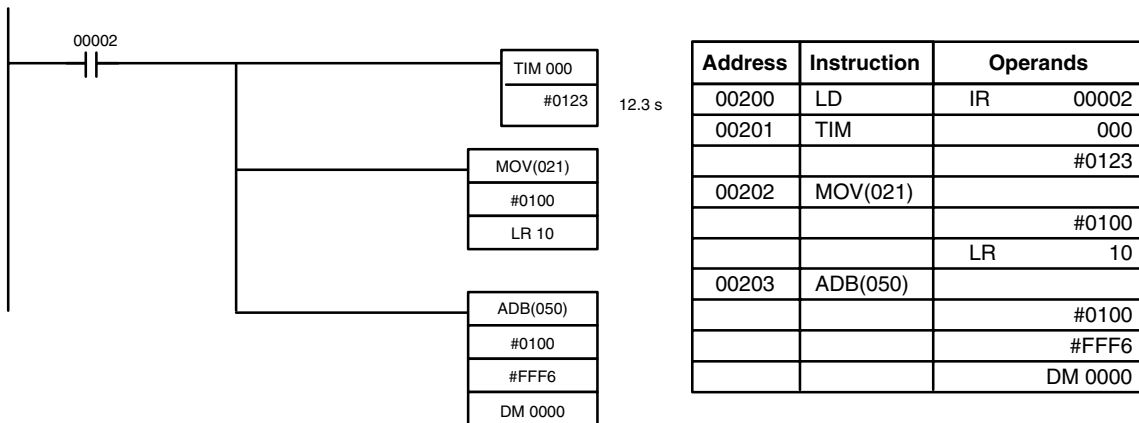 00002
TIM 000
#0123
12.3 s
MOV(021)
#0100
LR 10
ADB(050)
#0100
#FFF6
DM 0000
Address Instruction Operands
00200 LD IR 00002
00201 TIM 000
#0123
00202 MOV(021)
#0100
LR 10
00203 ADB(050)
#0100
#FFF6
DM 0000